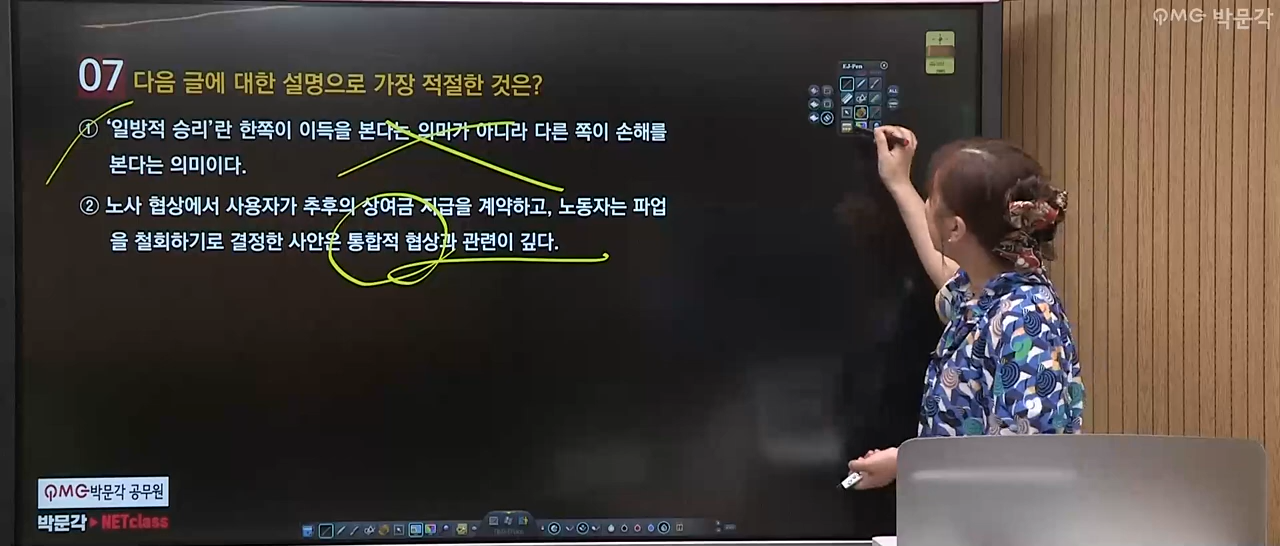 QMG 박문각
07 다음 글에 대한 설명으로 가장 적절한 것은?
EJ-Pen
ALL
① ‘일방적 승리’란 한쪽이 이득을 본다는 의미가 아니라 다른 쪽이 손해를
본다는 의미이다.
② 노사 협상에서 사용자가 추후의 상여금 지급을 계약하고, 노동자는 파업
을 철회하기로 결정한 사안은 통합적 협상과 관련이 깊다.
QMG 박문각 공무원
박문각 ▶ NETclass